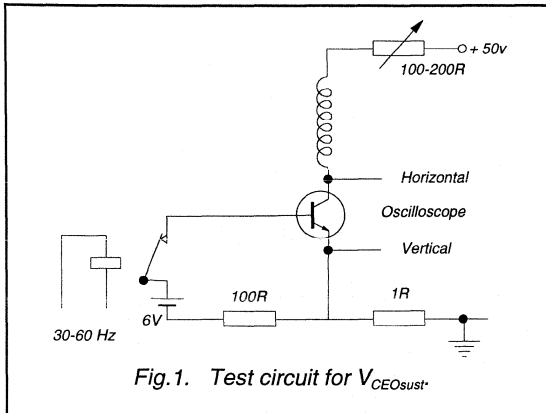 + 50v
100-200R
Horizontal
Oscilloscope
Vertical
100R
1R
6V
30-60 Hz
Fig.1. Test circuit for VCEOsust.